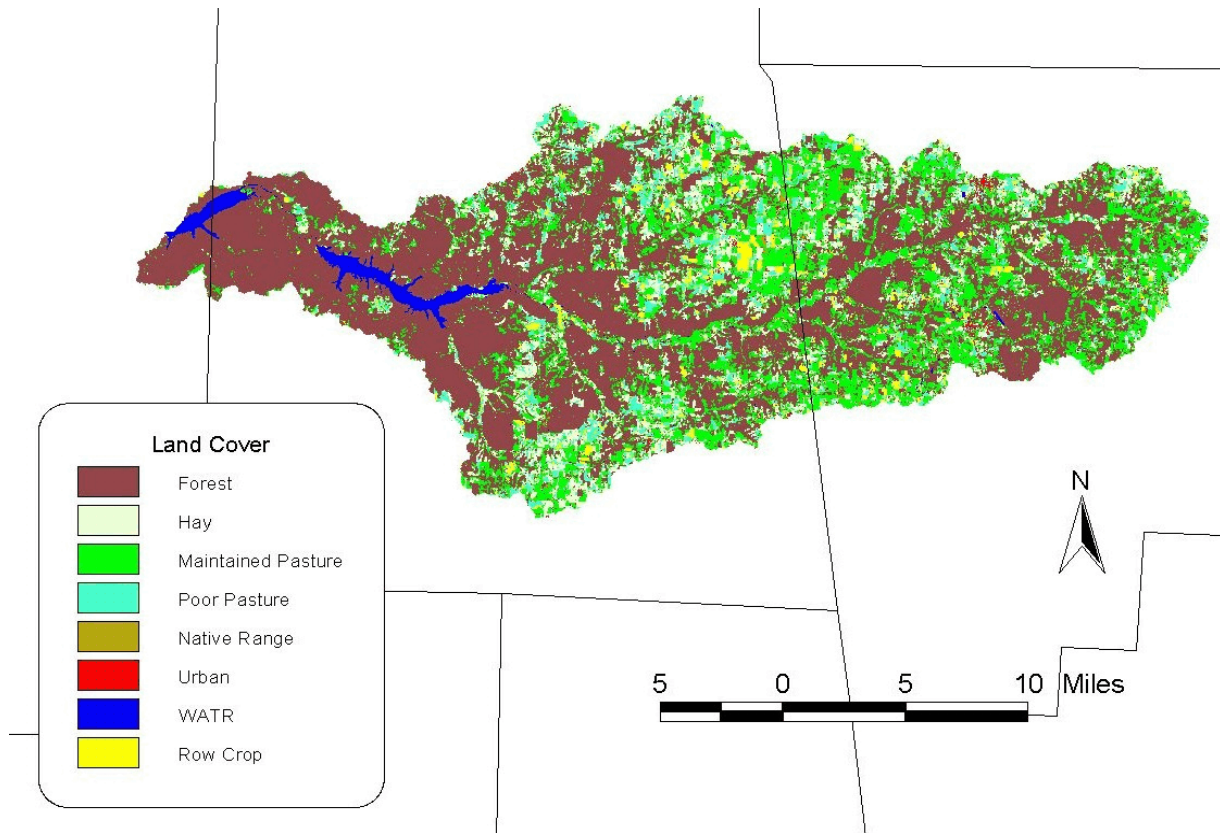 Land Cover
Forest
Hay
Maintained Pasture
Poor Pasture
Native Range
Urban
WATR
Row Crop
N
5 0 5 10 Miles